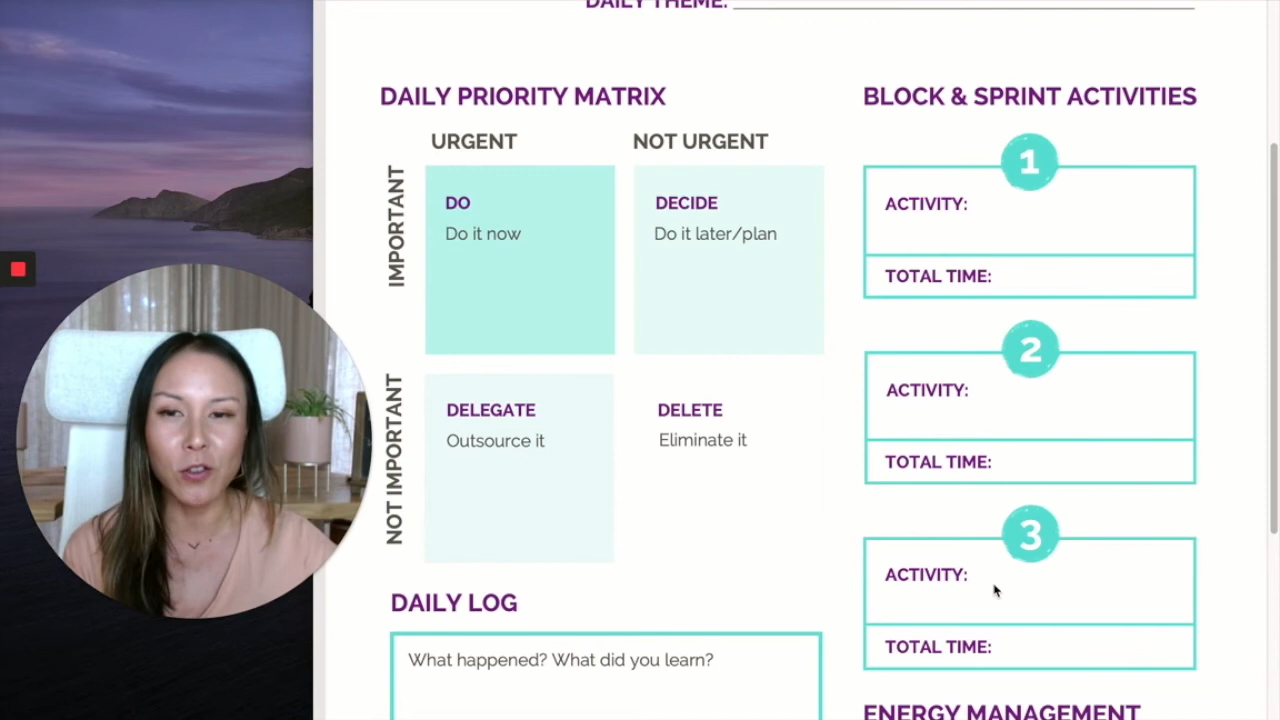 DAILY THEME:
DAILY PRIORITY MATRIX
URGENT
NOT URGENT
IMPORTANT
DO
Do it now
DECIDE
Do it later/plan
NOT IMPORTANT
DELEGATE
Outsource it
DELETE
Eliminate it
DAILY LOG
What happened? What did you learn?
BLOCK & SPRINT ACTIVITIES
1
ACTIVITY:
TOTAL TIME:
2
ACTIVITY:
TOTAL TIME:
3
ACTIVITY:
TOTAL TIME:
ENERGY MANAGEMENT